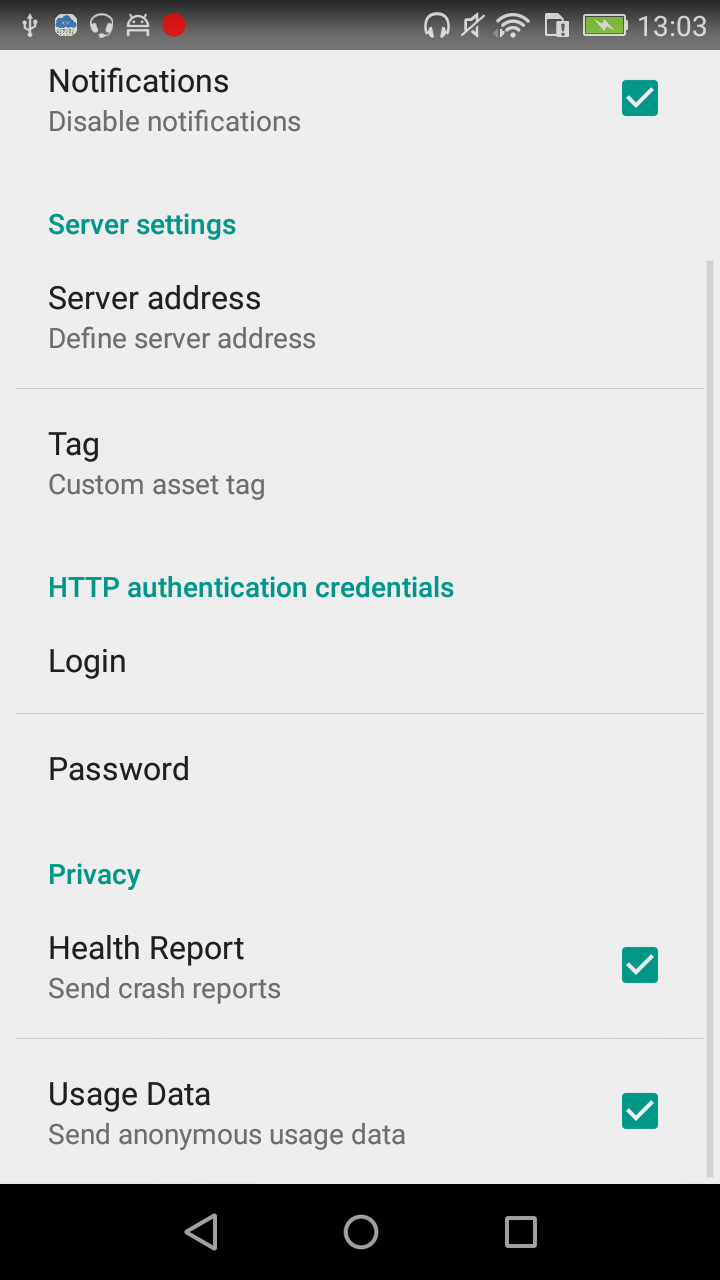 13:03
Notifications
Disable notifications
Server settings
Server address
Define server address
Tag
Custom asset tag
HTTP authentication credentials
Login
Password
Privacy
Health Report
Send crash reports
Usage Data
Send anonymous usage data